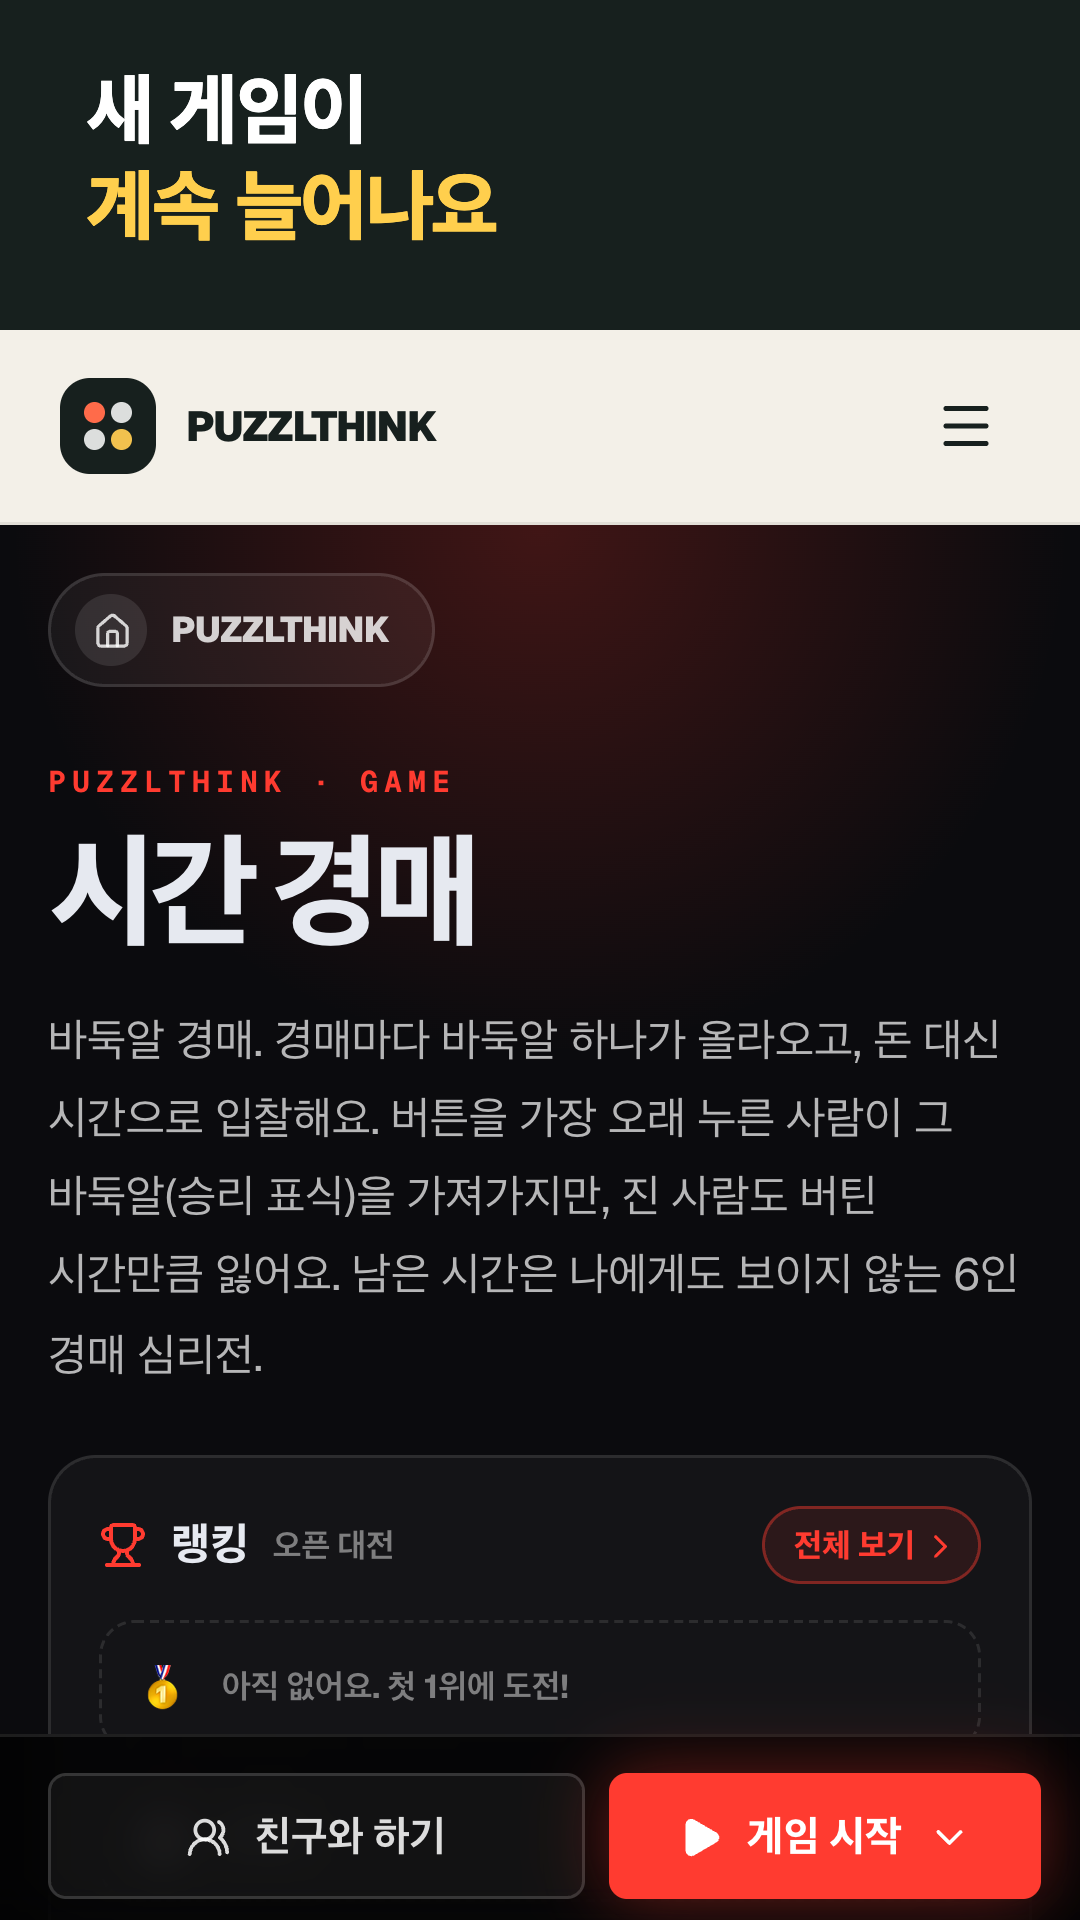 새 게임이
계속 늘어나요
PUZZLTHINK
PUZZLTHINK
PUZZLTHINK · GAME
시간 경매
바둑알 경매. 경매마다 바둑알 하나가 올라오고, 돈 대신
시간으로 입찰해요. 버튼을 가장 오래 누른 사람이 그
바둑알(승리 표식)을 가져가지만, 진 사람도 버틴
시간만큼 잃어요. 남은 시간은 나에게도 보이지 않는 6인
경매 심리전.
랭킹 오픈 대전 전체 보기
아직 없어요. 첫 1위에 도전!
친구와 하기 게임 시작